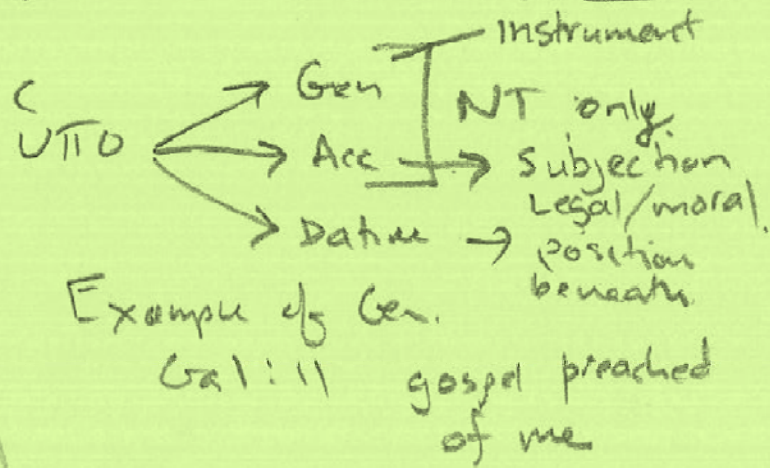 Instrument
Gen
NT only.
ὑπο
Acc → Subjection
Legal/moral.
Dative → position
beneath.
Example of Gen.
Gal:11 gospel preached
of me